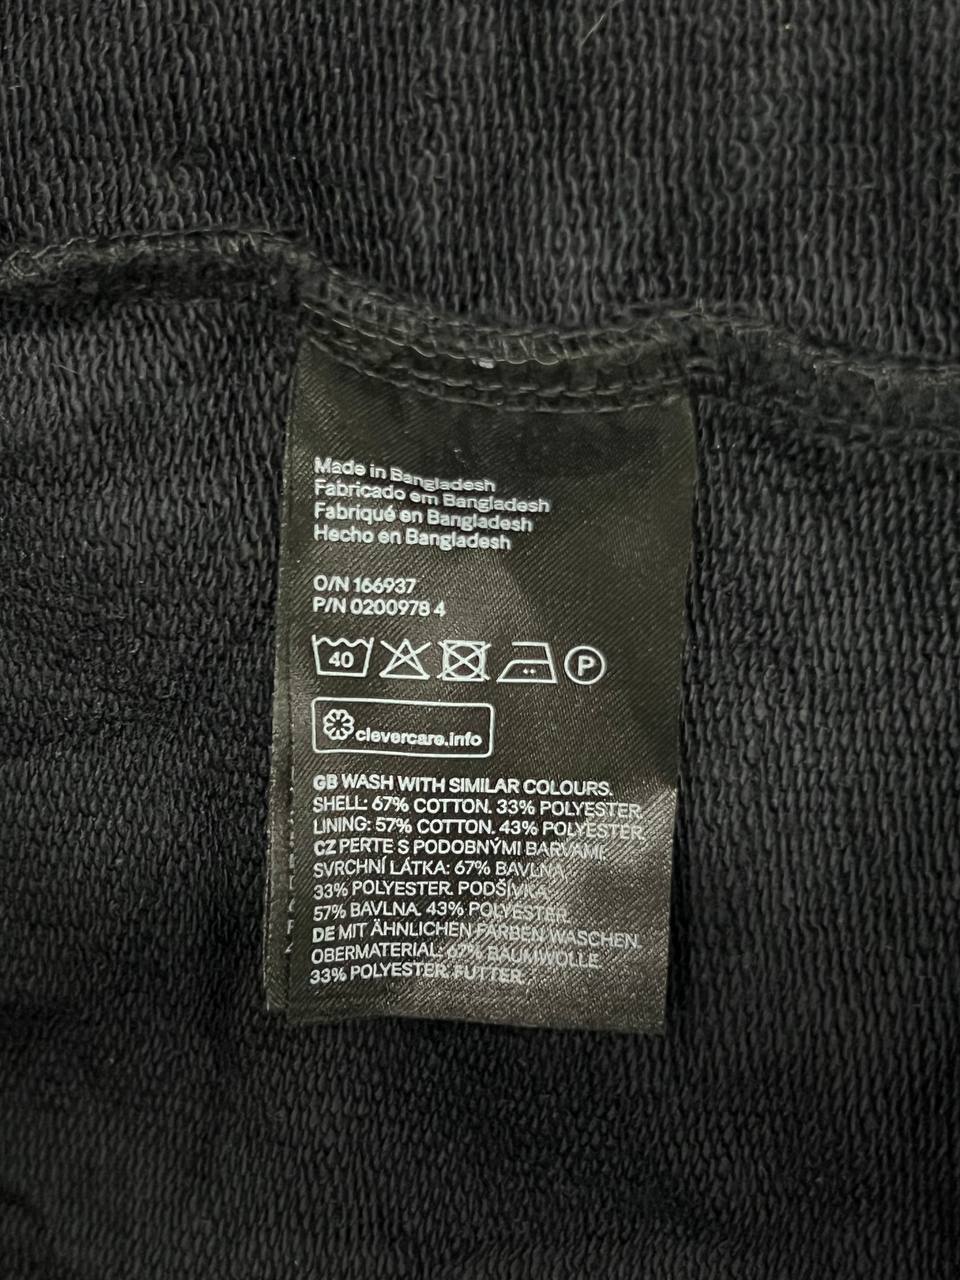 Made in Bangladesh
Fabricado em Bangladesh
Fabriqué en Bangladesh
Hecho en Bangladesh
O/N 166937
P/N 0200978 4
40 P
clevercare.info
GB WASH WITH SIMILAR COLOURS.
SHELL: 67% COTTON. 33% POLYESTER.
LINING: 57% COTTON. 43% POLYESTER.
CZ PERTE S PODOBNÝMI BARVAMI.
SVRCHNÍ LÁTKA: 67% BAVLNA,
33% POLYESTER. PODŠÍVKA:
57% BAVLNA. 43% POLYESTER.
DE MIT ÄHNLICHEN FARBEN WASCHEN.
OBERMATERIAL: 67% BAUMWOLLE.
33% POLYESTER. FUTTER: